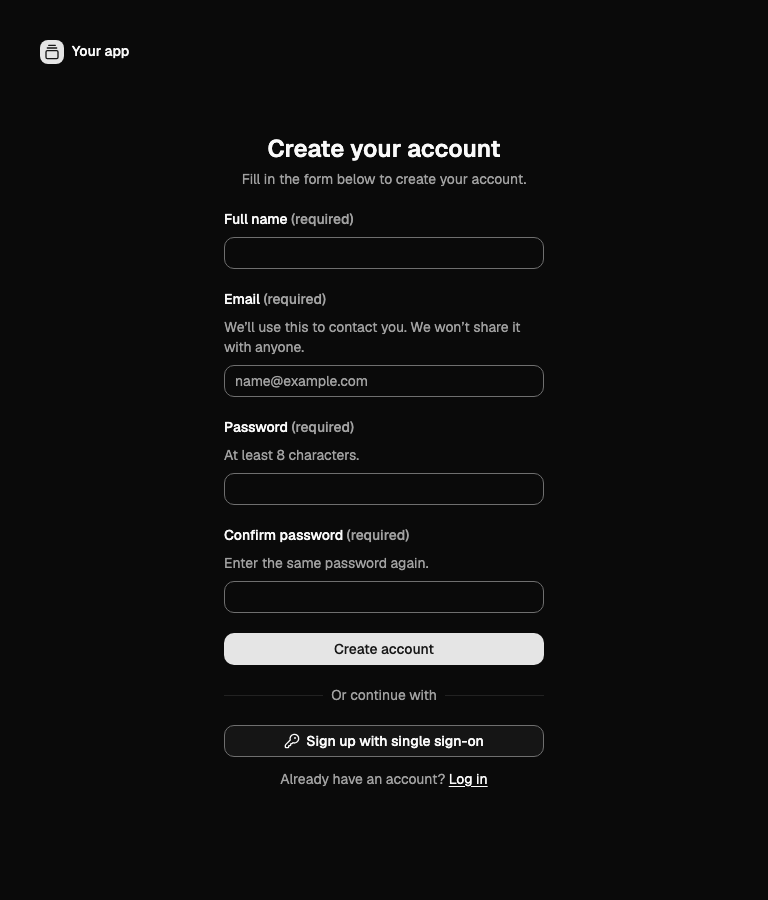 Your app
Create your account
Fill in the form below to create your account.
Full name (required)
Email (required)
We’ll use this to contact you. We won’t share it
with anyone.
name@example.com
Password (required)
At least 8 characters.
Confirm password (required)
Enter the same password again.
Create account
Or continue with
Sign up with single sign-on
Already have an account? Log in